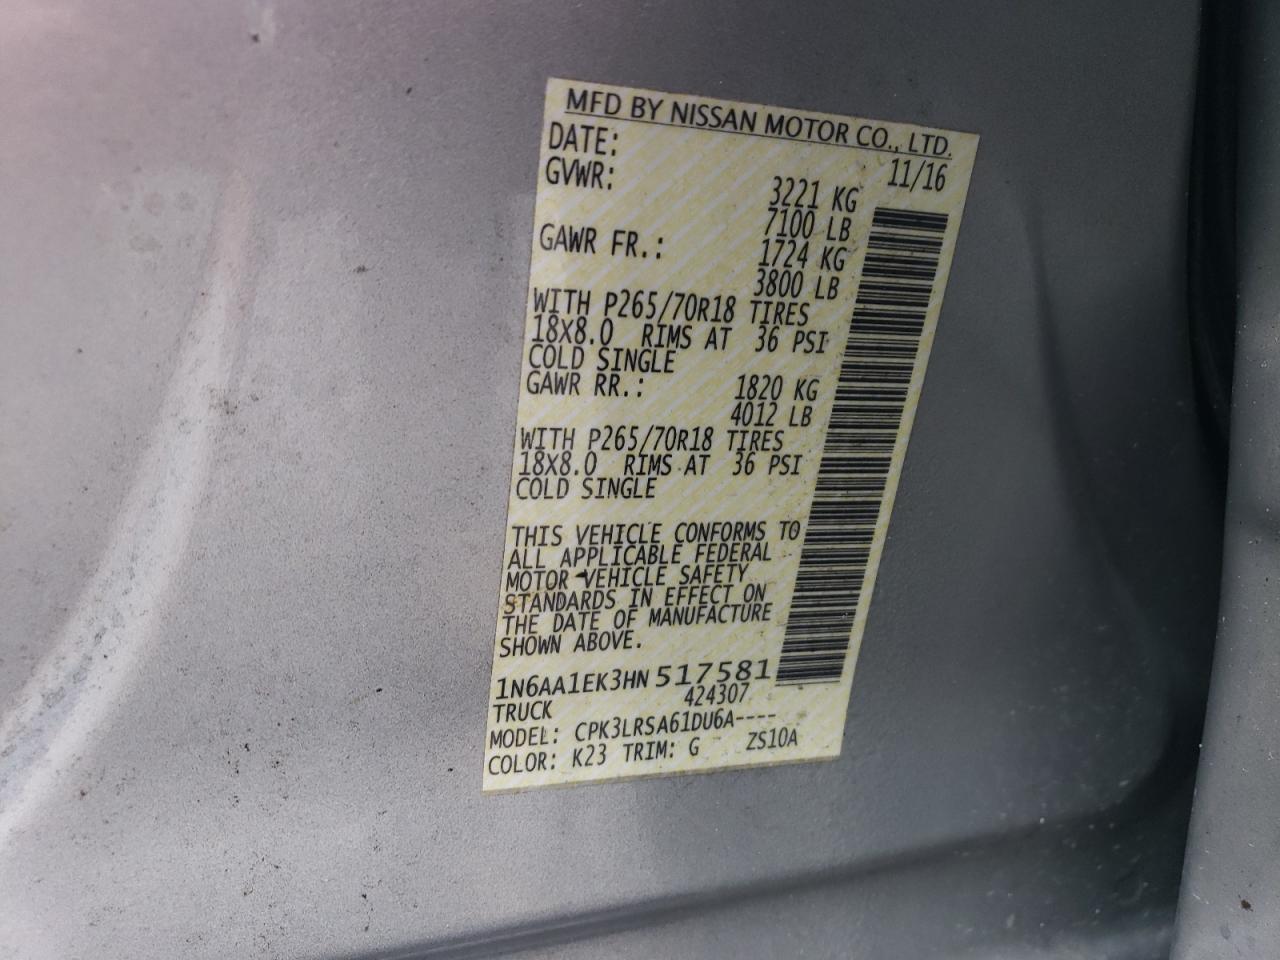 MFD BY NISSAN MOTOR CO., LTD.
DATE: 11/16
GVWR: 3221 KG
7100 LB
GAWR FR.: 1724 KG
3800 LB
WITH P265/70R18 TIRES
18X8.0 RIMS AT 36 PSI
COLD SINGLE
GAWR RR.: 1820 KG
4012 LB
WITH P265/70R18 TIRES
18X8.0 RIMS AT 36 PSI
COLD SINGLE
THIS VEHICLE CONFORMS TO
ALL APPLICABLE FEDERAL
MOTOR VEHICLE SAFETY
STANDARDS IN EFFECT ON
THE DATE OF MANUFACTURE
SHOWN ABOVE.
1N6AA1EK3HN517581
TRUCK 424307
MODEL: CPK3LRSA61DU6A----
COLOR: K23 TRIM: G ZS10A